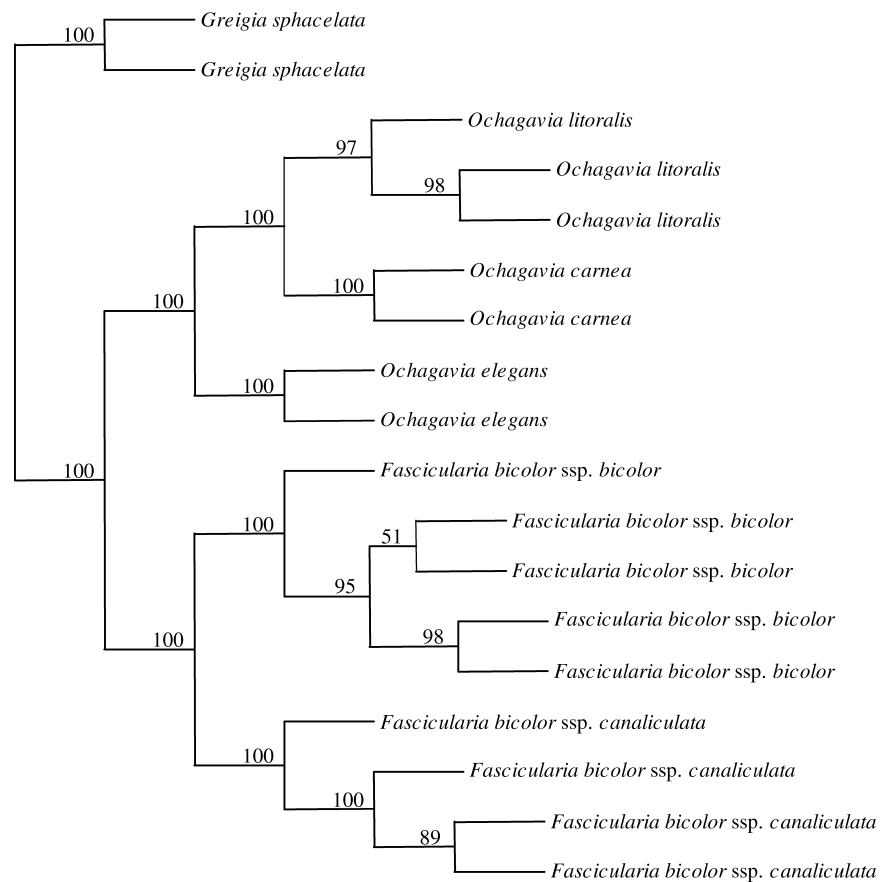 Greigia sphacelata
100
Greigia sphacelata
Ochagavia litoralis
97
Ochagavia litoralis
98
Ochagavia litoralis
100
Ochagavia carnea
100
Ochagavia carnea
100
Ochagavia elegans
100
Ochagavia elegans
100
Fascicularia bicolor ssp. bicolor
100
Fascicularia bicolor ssp. bicolor
51
Fascicularia bicolor ssp. bicolor
95
Fascicularia bicolor ssp. bicolor
98
100
Fascicularia bicolor ssp. bicolor
Fascicularia bicolor ssp. canaliculata
100
Fascicularia bicolor ssp. canaliculata
100
Fascicularia bicolor ssp. canaliculata
89
Fascicularia bicolor ssp. canaliculata